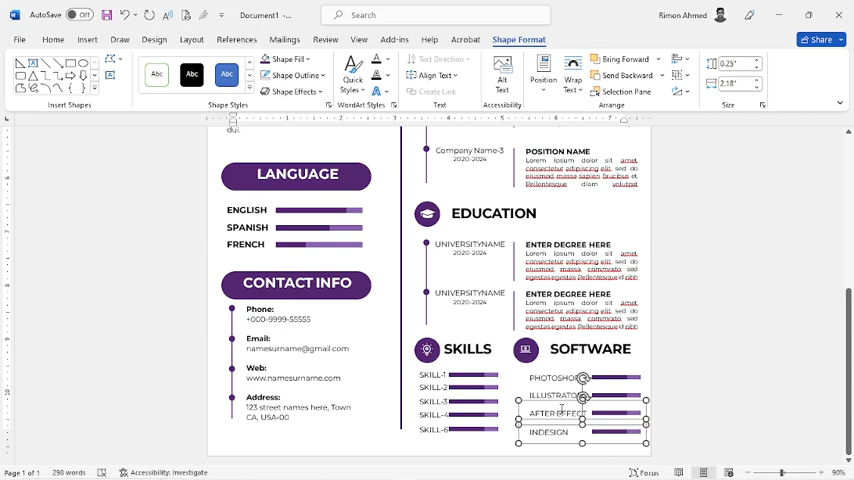 AutoSave Off
Document1 -...
Search
Rimon Ahmed
File Home Insert Draw Design Layout References Mailings Review View Add-ins Help Acrobat Shape Format
Share
Abc Abc Abc
Shape Fill
Shape Outline
Shape Effects
Quick Styles
Text Direction
Align Text
Create Link
Alt Text
Position
Wrap Text
Bring Forward
Send Backward
Selection Pane
0.25"
2.18"
Insert Shapes Shape Styles WordArt Styles Text Accessibility Arrange Size
dui.
LANGUAGE
ENGLISH
SPANISH
FRENCH
CONTACT INFO
Phone:
+000-9999-55555
Email:
namesurname@gmail.com
Web:
www.namesurname.com
Address:
123 street names here, Town
CA, USA-00
Company Name-3
2020-2024
POSITION NAME
Lorem ipsum dolor sit amet,
consectetur adipiscing elit, sed do
eiusmod massa sapien faucibus et
Pellentesque diam volutpat
EDUCATION
UNIVERSITYNAME
2020-2024
ENTER DEGREE HERE
Lorem ipsum dolor sit amet,
consectetur adipiscing elit, sed do
eiusmod massa commodo sed
egestas egestas Pellentesque id nibh
UNIVERSITYNAME
2020-2024
ENTER DEGREE HERE
Lorem ipsum dolor sit amet,
consectetur adipiscing elit, sed do
eiusmod massa commodo sed
egestas egestas Pellentesque id nibh
SKILLS
SKILL-1
SKILL-2
SKILL-3
SKILL-4
SKILL-6
SOFTWARE
PHOTOSHOP
ILLUSTRATOR
AFTER EFFECT
INDESIGN
Page 1 of 1 298 words Accessibility: Investigate Focus 90%